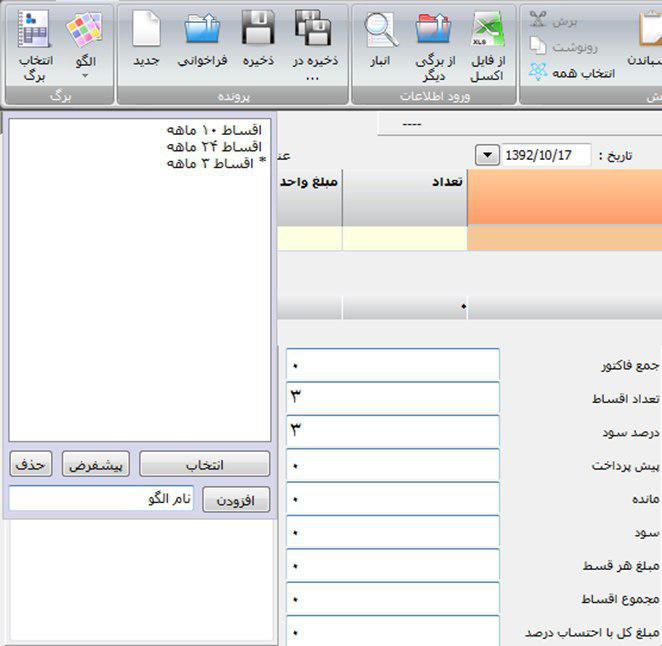 برش
رونوشت
انتخاب همه
از فایل اکسل
از برگی دیگر
انبار
ورود اطلاعات
ذخیره در ...
ذخیره
فراخوانی
جدید
پرونده
الگو
انتخاب برگ
برگ
----
تاریخ : 1392/10/17
تعداد
مبلغ واحد
۰
اقساط ۱۰ ماهه
اقساط ۲۴ ماهه
* اقساط ۳ ماهه
انتخاب
پیشفرض
حذف
افزودن
نام الگو
جمع فاکتور ۰
تعداد اقساط ۳
درصد سود ۳
پیش پرداخت ۰
مانده ۰
سود ۰
مبلغ هر قسط ۰
مجموع اقساط ۰
مبلغ کل با احتساب درصد ۰